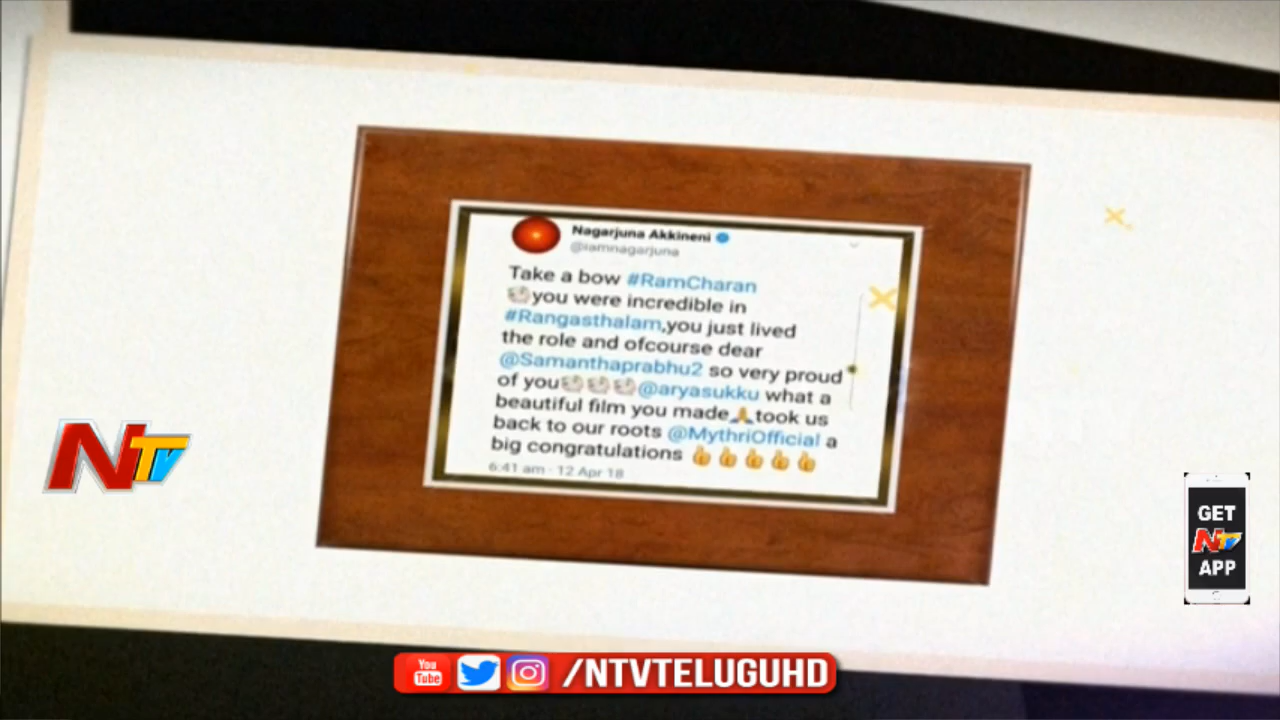 Nagarjuna Akkineni
@iamnagarjuna
Take a bow #RamCharan
you were incredible in
#Rangasthalam,you just lived
the role and ofcourse dear
@Samanthaprabhu2 so very proud
of you @aryasukku what a
beautiful film you made🙏took us
back to our roots @MythriOfficial a
big congratulations 👍👍👍👍👍
6:41 am · 12 Apr 18
NTV
GET
NTV
APP
You
Tube
/NTVTELUGUHD